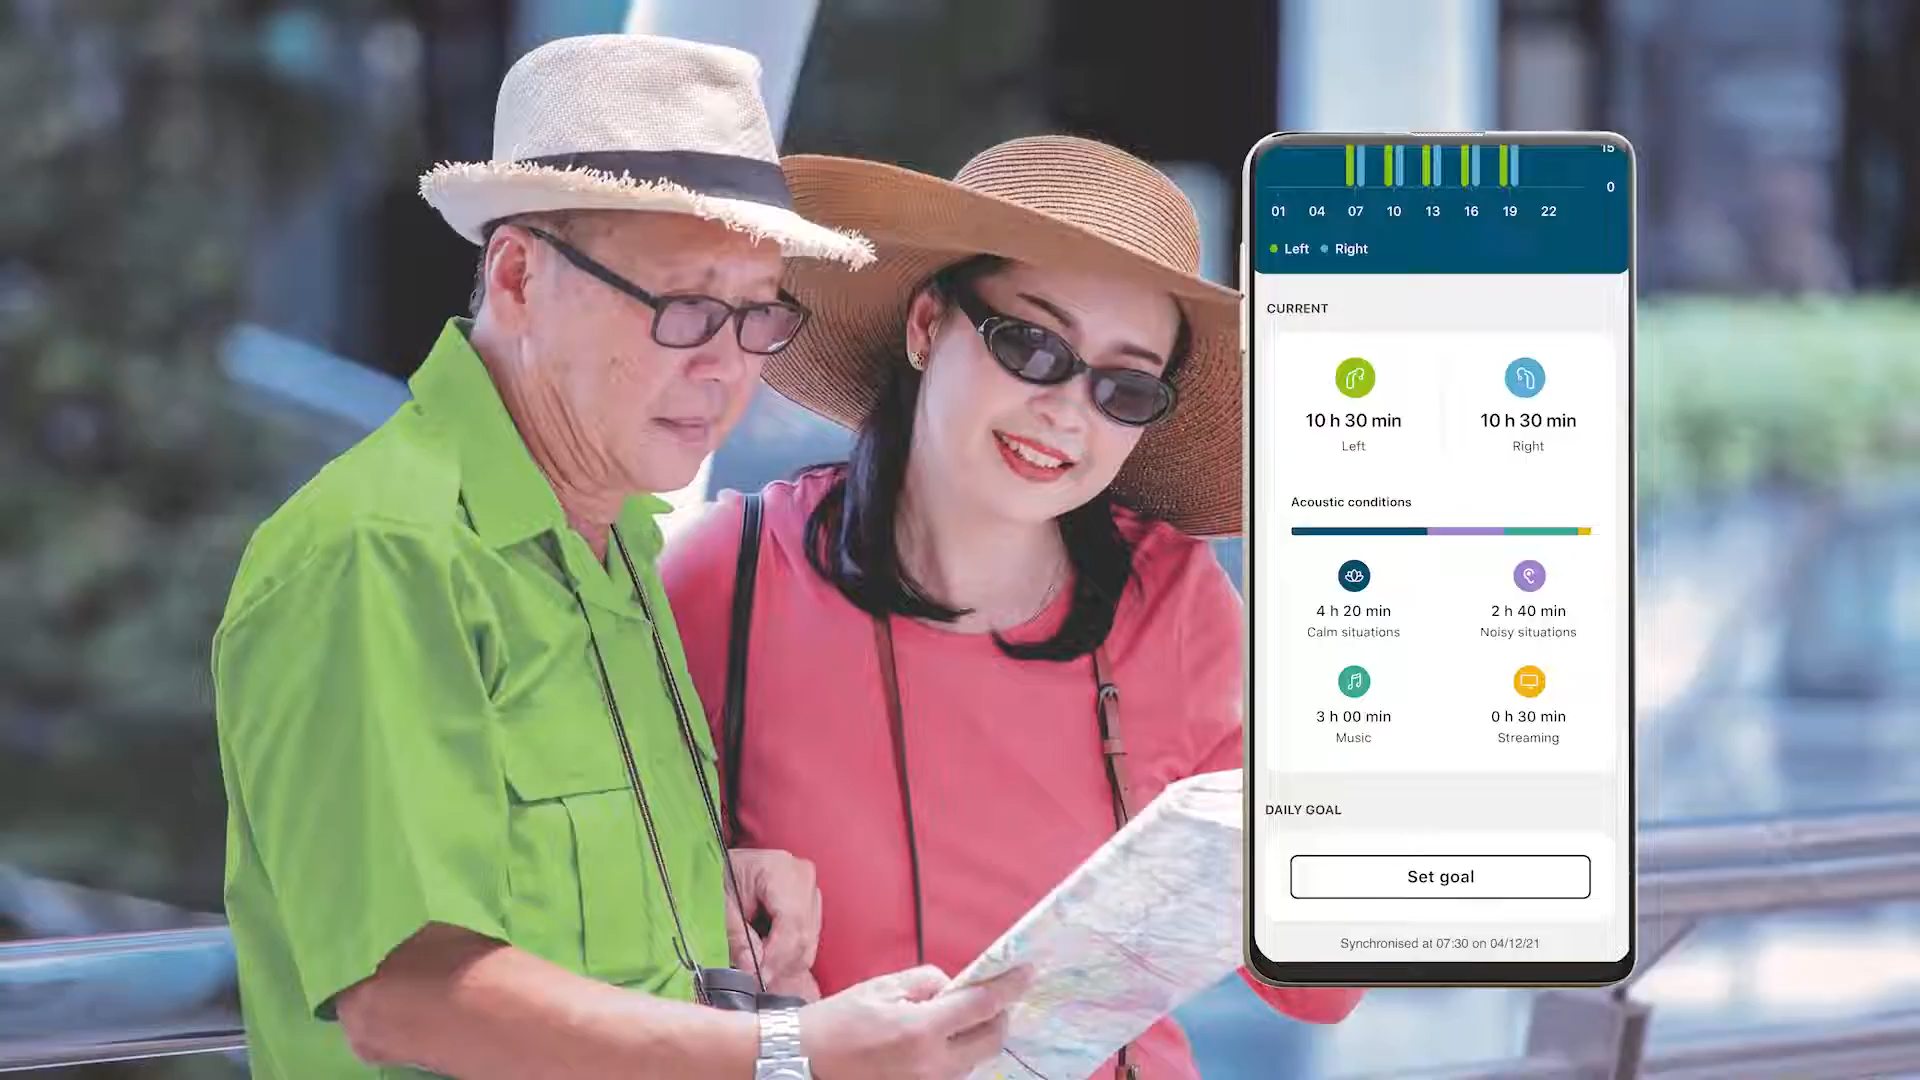 15
0
01 04 07 10 13 16 19 22
Left Right
CURRENT
10 h 30 min 10 h 30 min
Left Right
Acoustic conditions
4 h 20 min 2 h 40 min
Calm situations Noisy situations
3 h 00 min 0 h 30 min
Music Streaming
DAILY GOAL
Set goal
Synchronised at 07:30 on 04/12/21